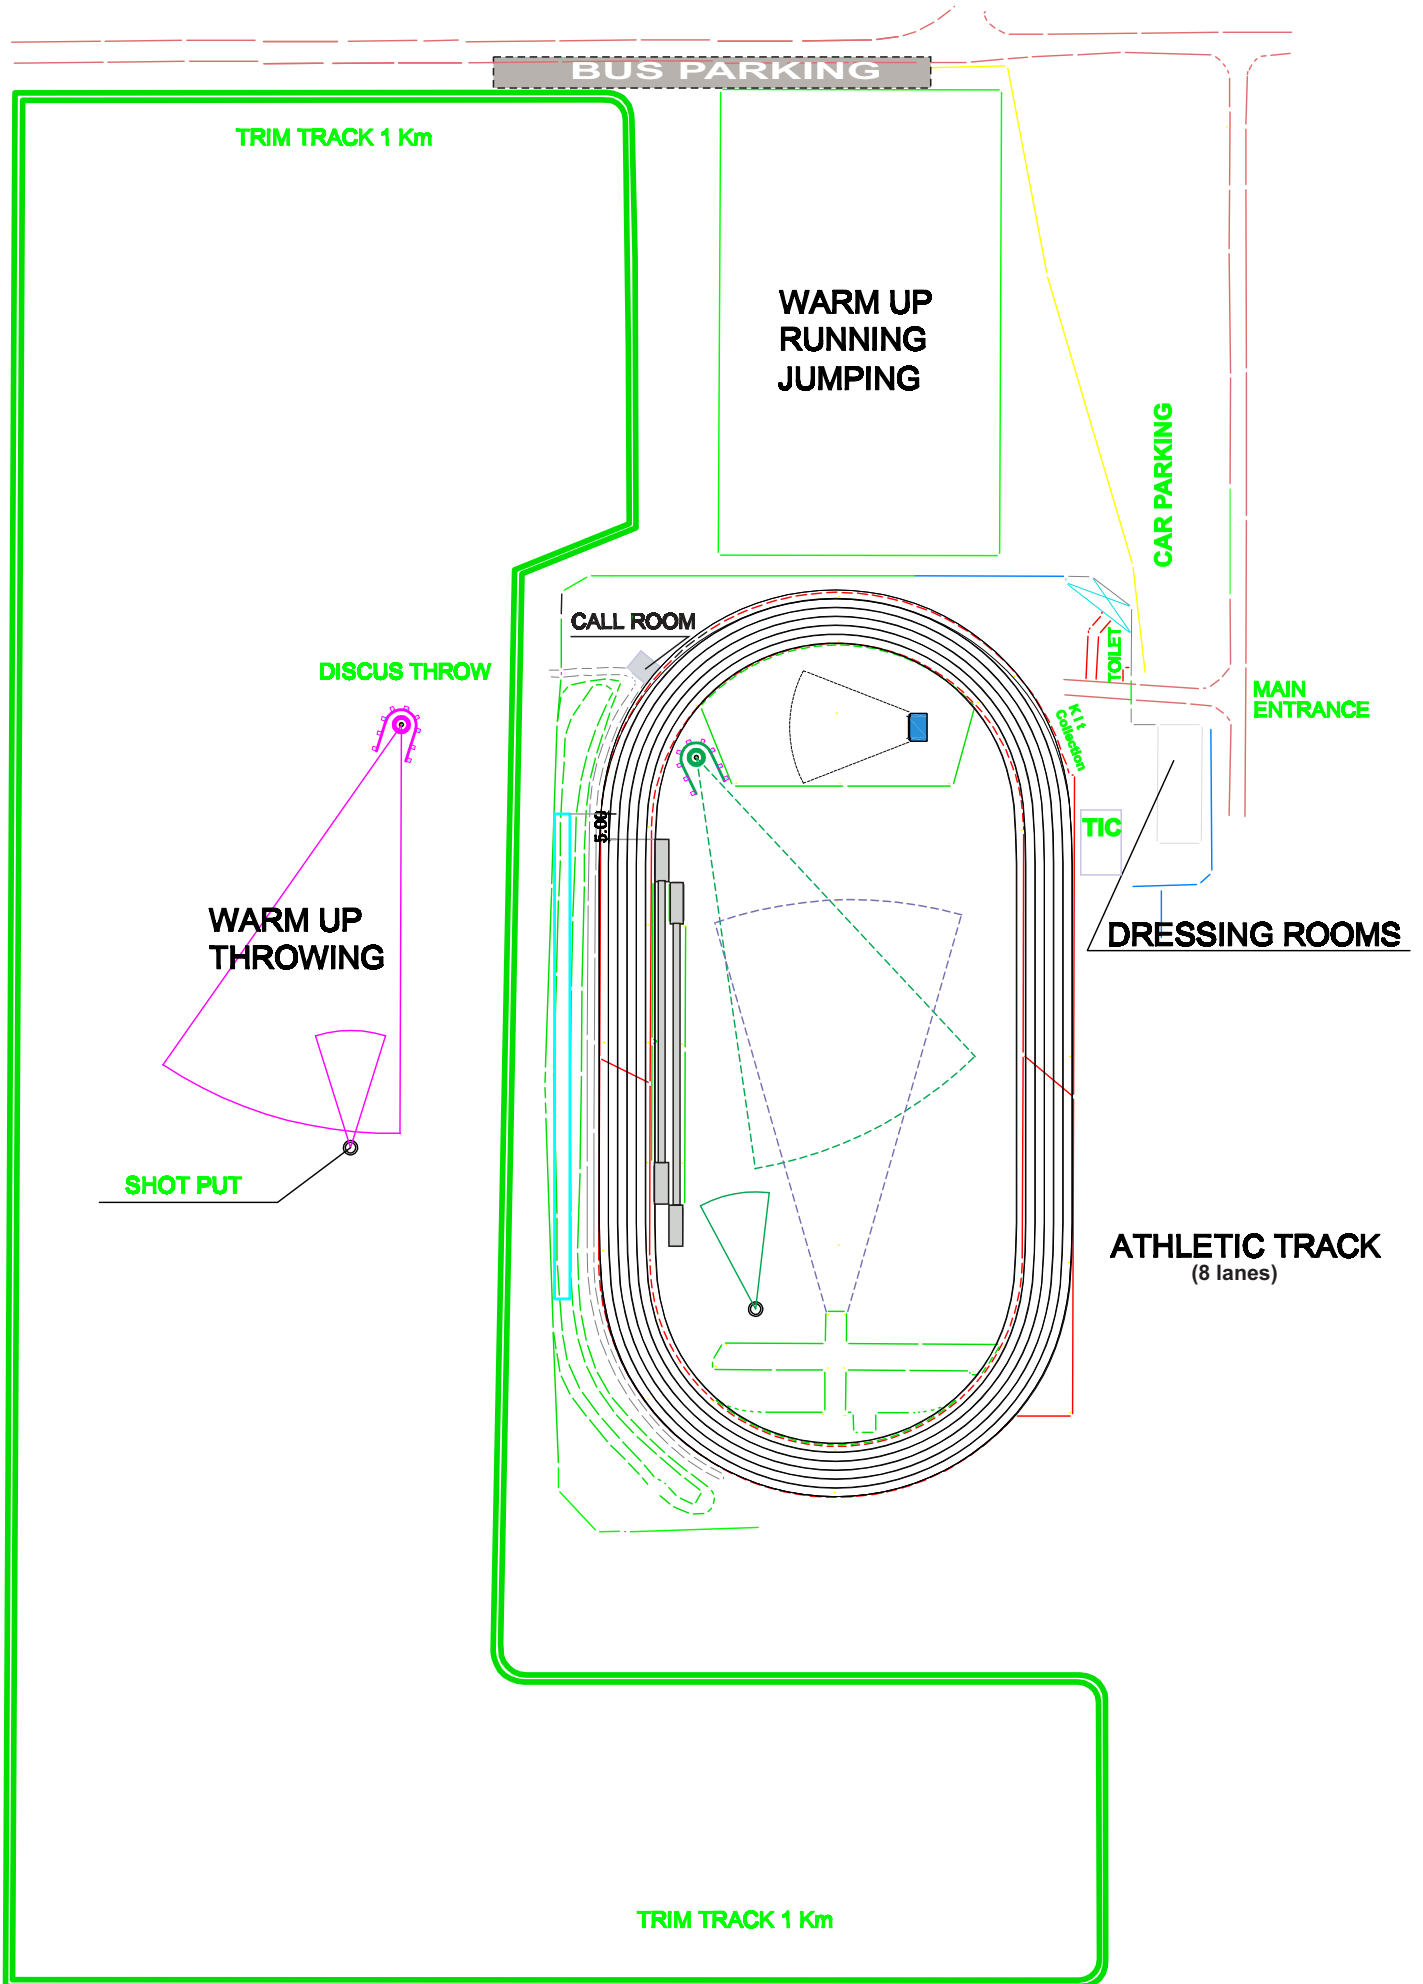 BUS PARKING
TRIM TRACK 1 Km
WARM UP
RUNNING
JUMPING
CAR PARKING
CALL ROOM
TOILET
DISCUS THROW
MAIN
ENTRANCE
Kit
Collection
5.00
TIC
WARM UP
THROWING
DRESSING ROOMS
SHOT PUT
ATHLETIC TRACK
(8 lanes)
TRIM TRACK 1 Km